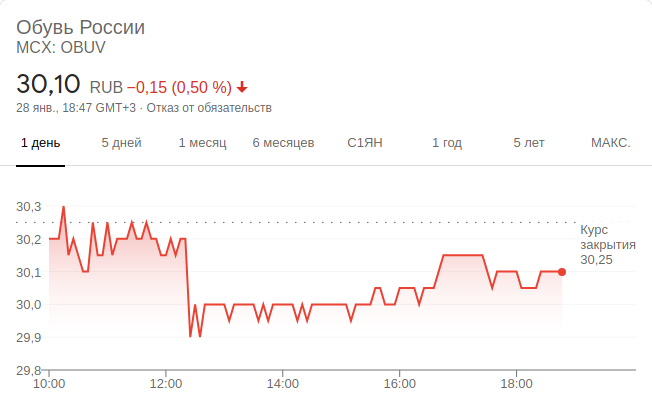 Обувь России
MCX: OBUV
30,10 RUB −0,15 (0,50 %)
28 янв., 18:47 GMT+3 · Отказ от обязательств
1 день 5 дней 1 месяц 6 месяцев С1ЯН 1 год 5 лет МАКС.
30,3
30,2
30,1
30,0
29,9
29,8
Курс
закрытия
30,25
10:00 12:00 14:00 16:00 18:00